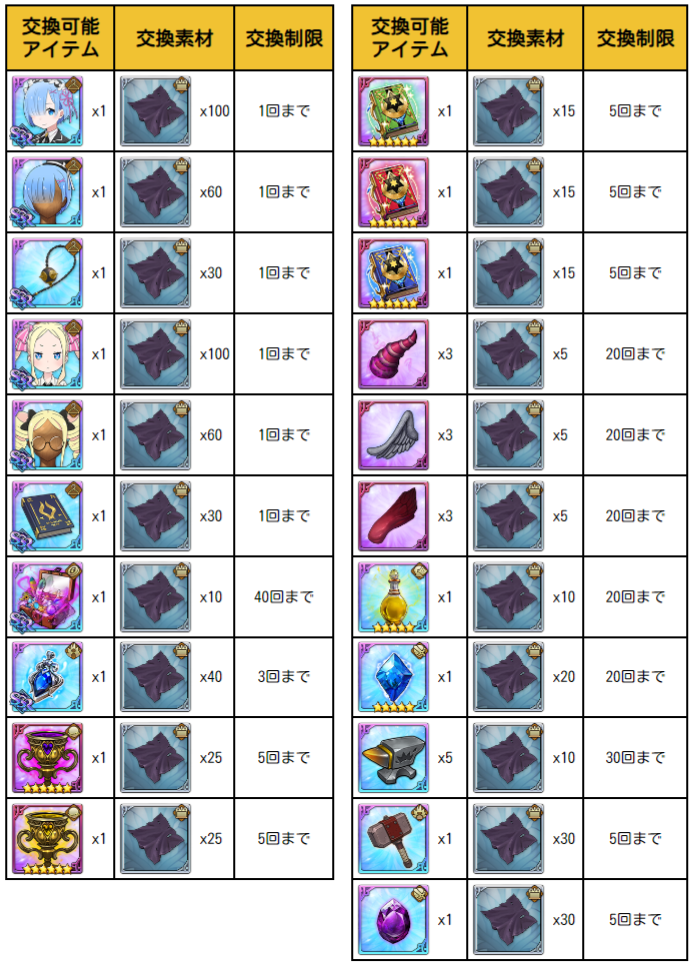 交換可能
アイテム
交換素材
交換制限
x1
x100
1回まで
x1
x60
1回まで
x1
x30
1回まで
x1
x100
1回まで
x1
x60
1回まで
x1
x30
1回まで
x1
x10
40回まで
x1
x40
3回まで
x1
x25
5回まで
x1
x25
5回まで
交換可能
アイテム
交換素材
交換制限
x1
x15
5回まで
x1
x15
5回まで
x1
x15
5回まで
x3
x5
20回まで
x3
x5
20回まで
x3
x5
20回まで
x1
x10
20回まで
x1
x20
20回まで
x5
x10
30回まで
x1
x30
5回まで
x1
x30
5回まで